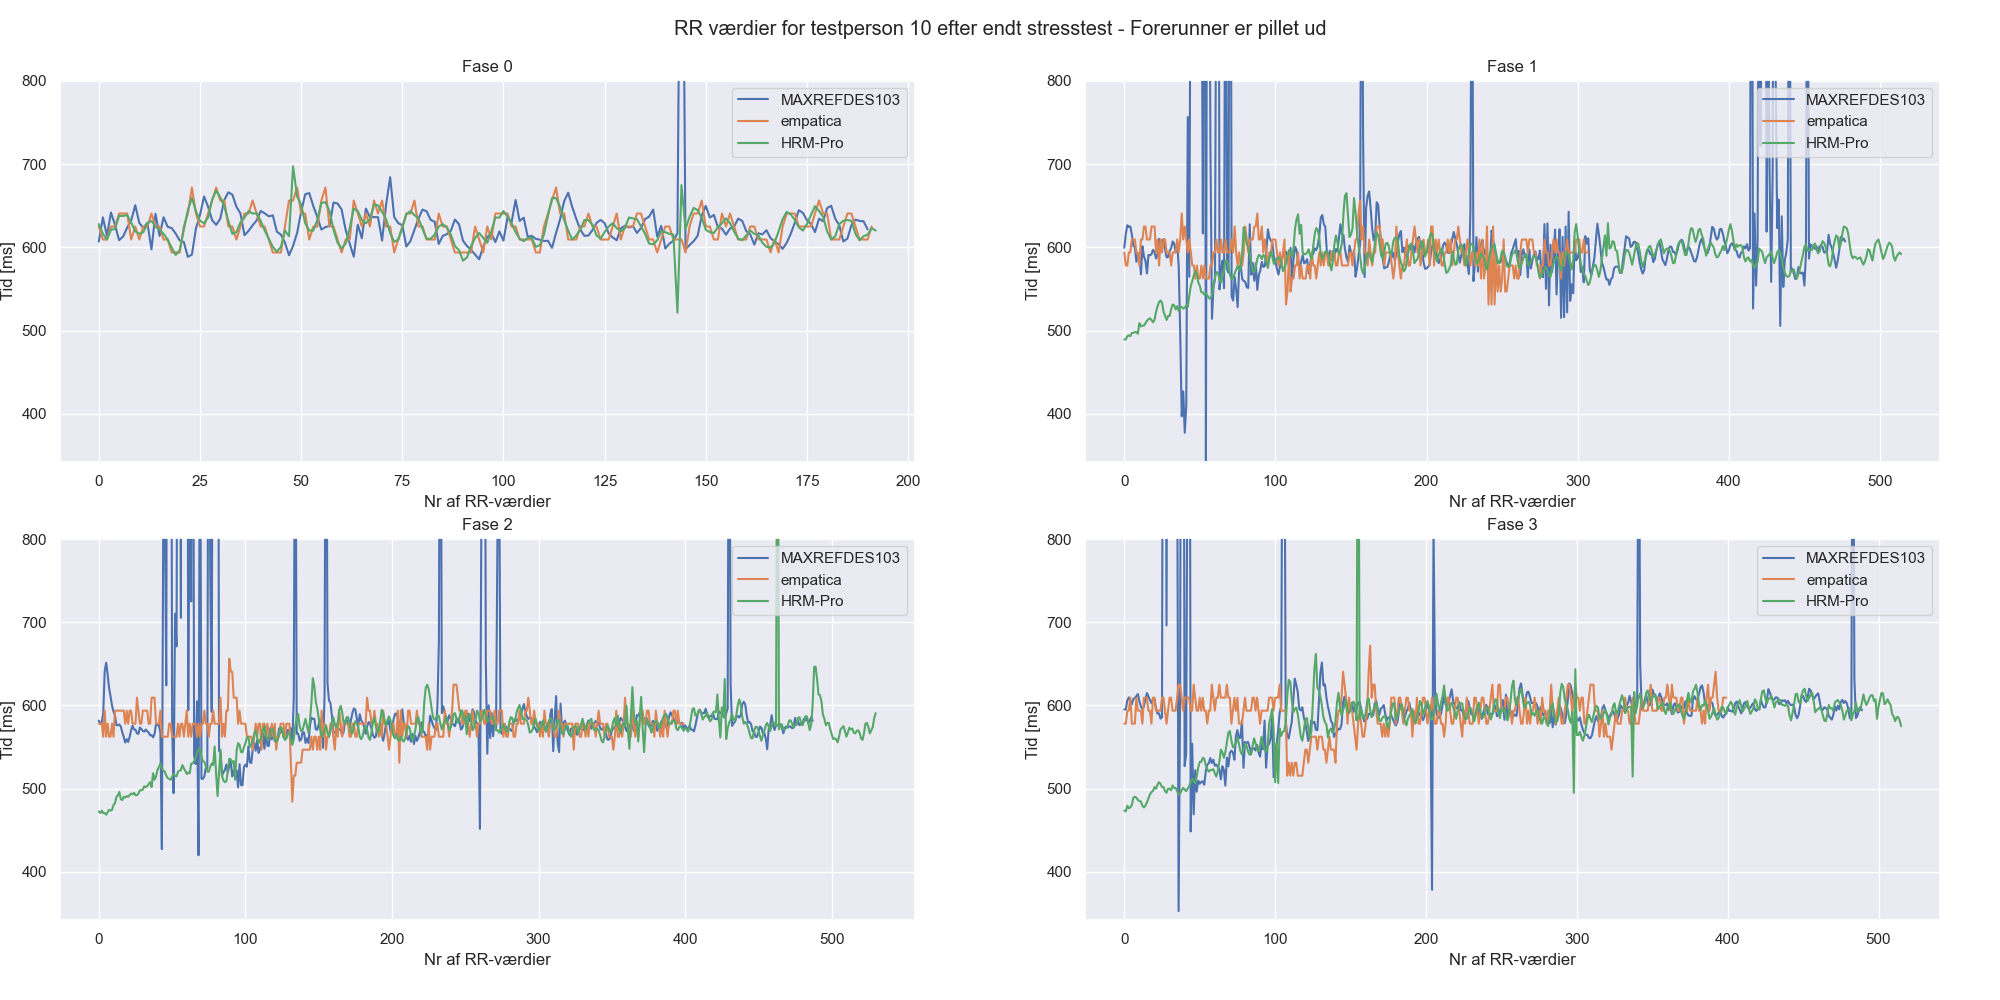 RR værdier for testperson 10 efter endt stresstest - Forerunner er pillet ud
Fase 0
800
700
600
500
400
Tid [ms]
MAXREFDES103
empatica
HRM-Pro
0 25 50 75 100 125 150 175 200
Nr af RR-værdier
Fase 1
800
700
600
500
400
Tid [ms]
MAXREFDES103
empatica
HRM-Pro
0 100 200 300 400 500
Nr af RR-værdier
Fase 2
800
700
600
500
400
Tid [ms]
MAXREFDES103
empatica
HRM-Pro
0 100 200 300 400 500
Nr af RR-værdier
Fase 3
800
700
600
500
400
Tid [ms]
MAXREFDES103
empatica
HRM-Pro
0 100 200 300 400 500
Nr af RR-værdier